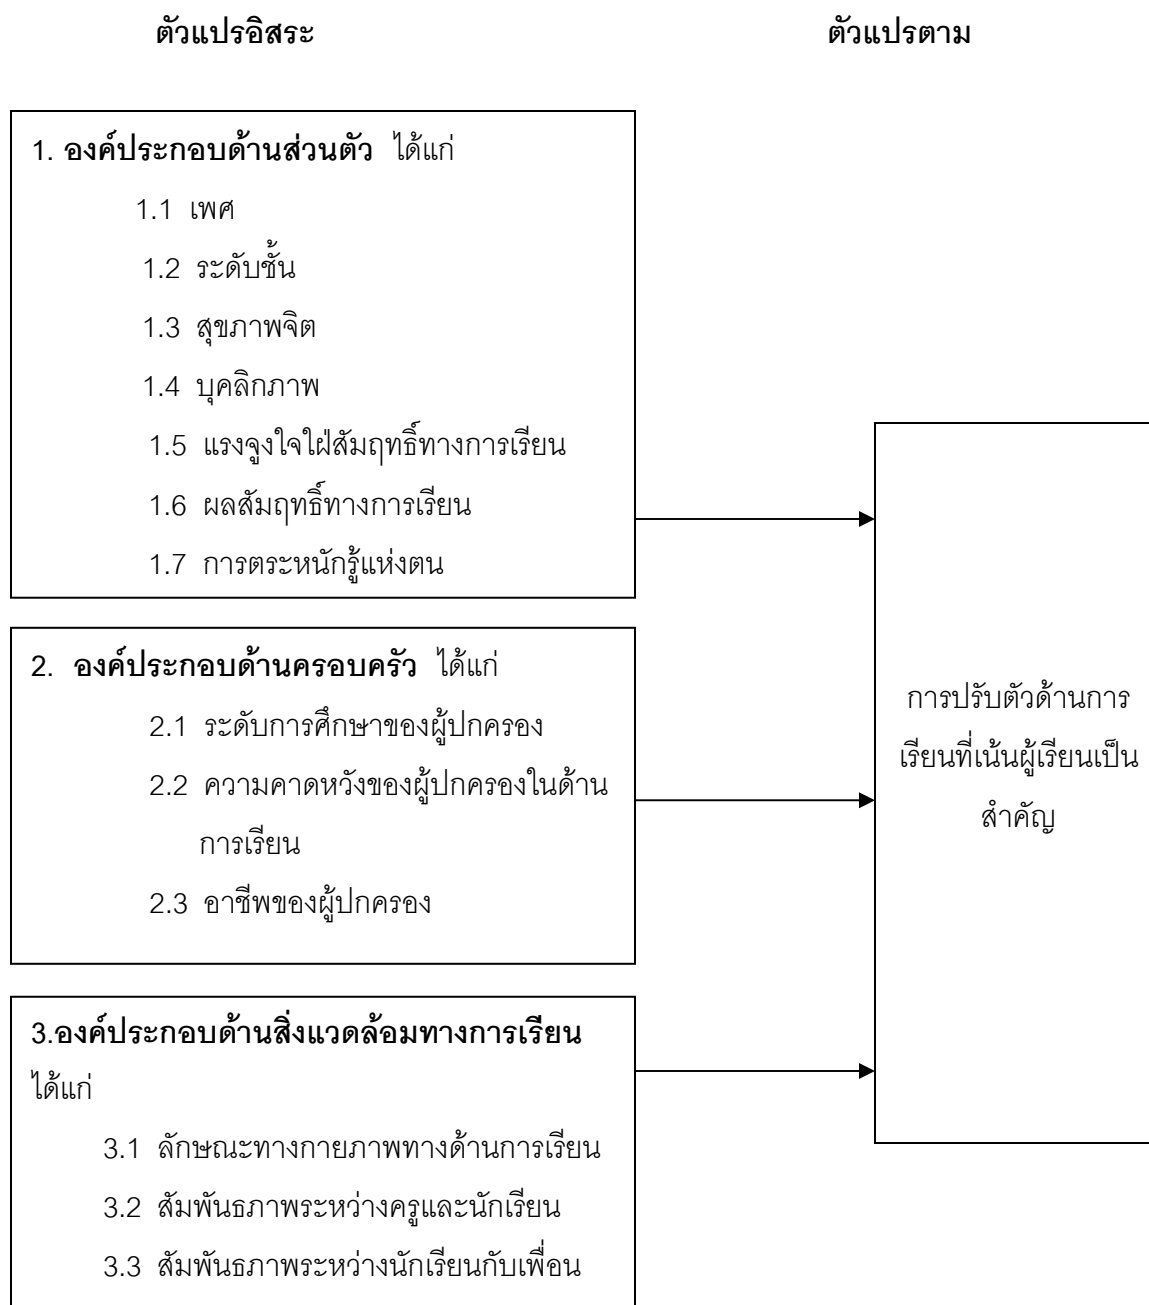 ตัวแปรอิสระ
ตัวแปรตาม
1. องค์ประกอบด้านส่วนตัว ได้แก่
1.1 เพศ
1.2 ระดับชั้น
1.3 สุขภาพจิต
1.4 บุคลิกภาพ
1.5 แรงจูงใจใฝ่สัมฤทธิ์ทางการเรียน
1.6 ผลสัมฤทธิ์ทางการเรียน
1.7 การตระหนักรู้แห่งตน
2. องค์ประกอบด้านครอบครัว ได้แก่
2.1 ระดับการศึกษาของผู้ปกครอง
2.2 ความคาดหวังของผู้ปกครองในด้าน
การเรียน
2.3 อาชีพของผู้ปกครอง
3.องค์ประกอบด้านสิ่งแวดล้อมทางการเรียน
ได้แก่
3.1 ลักษณะทางกายภาพทางด้านการเรียน
3.2 สัมพันธภาพระหว่างครูและนักเรียน
3.3 สัมพันธภาพระหว่างนักเรียนกับเพื่อน
การปรับตัวด้านการ
เรียนที่เน้นผู้เรียนเป็น
สำคัญ